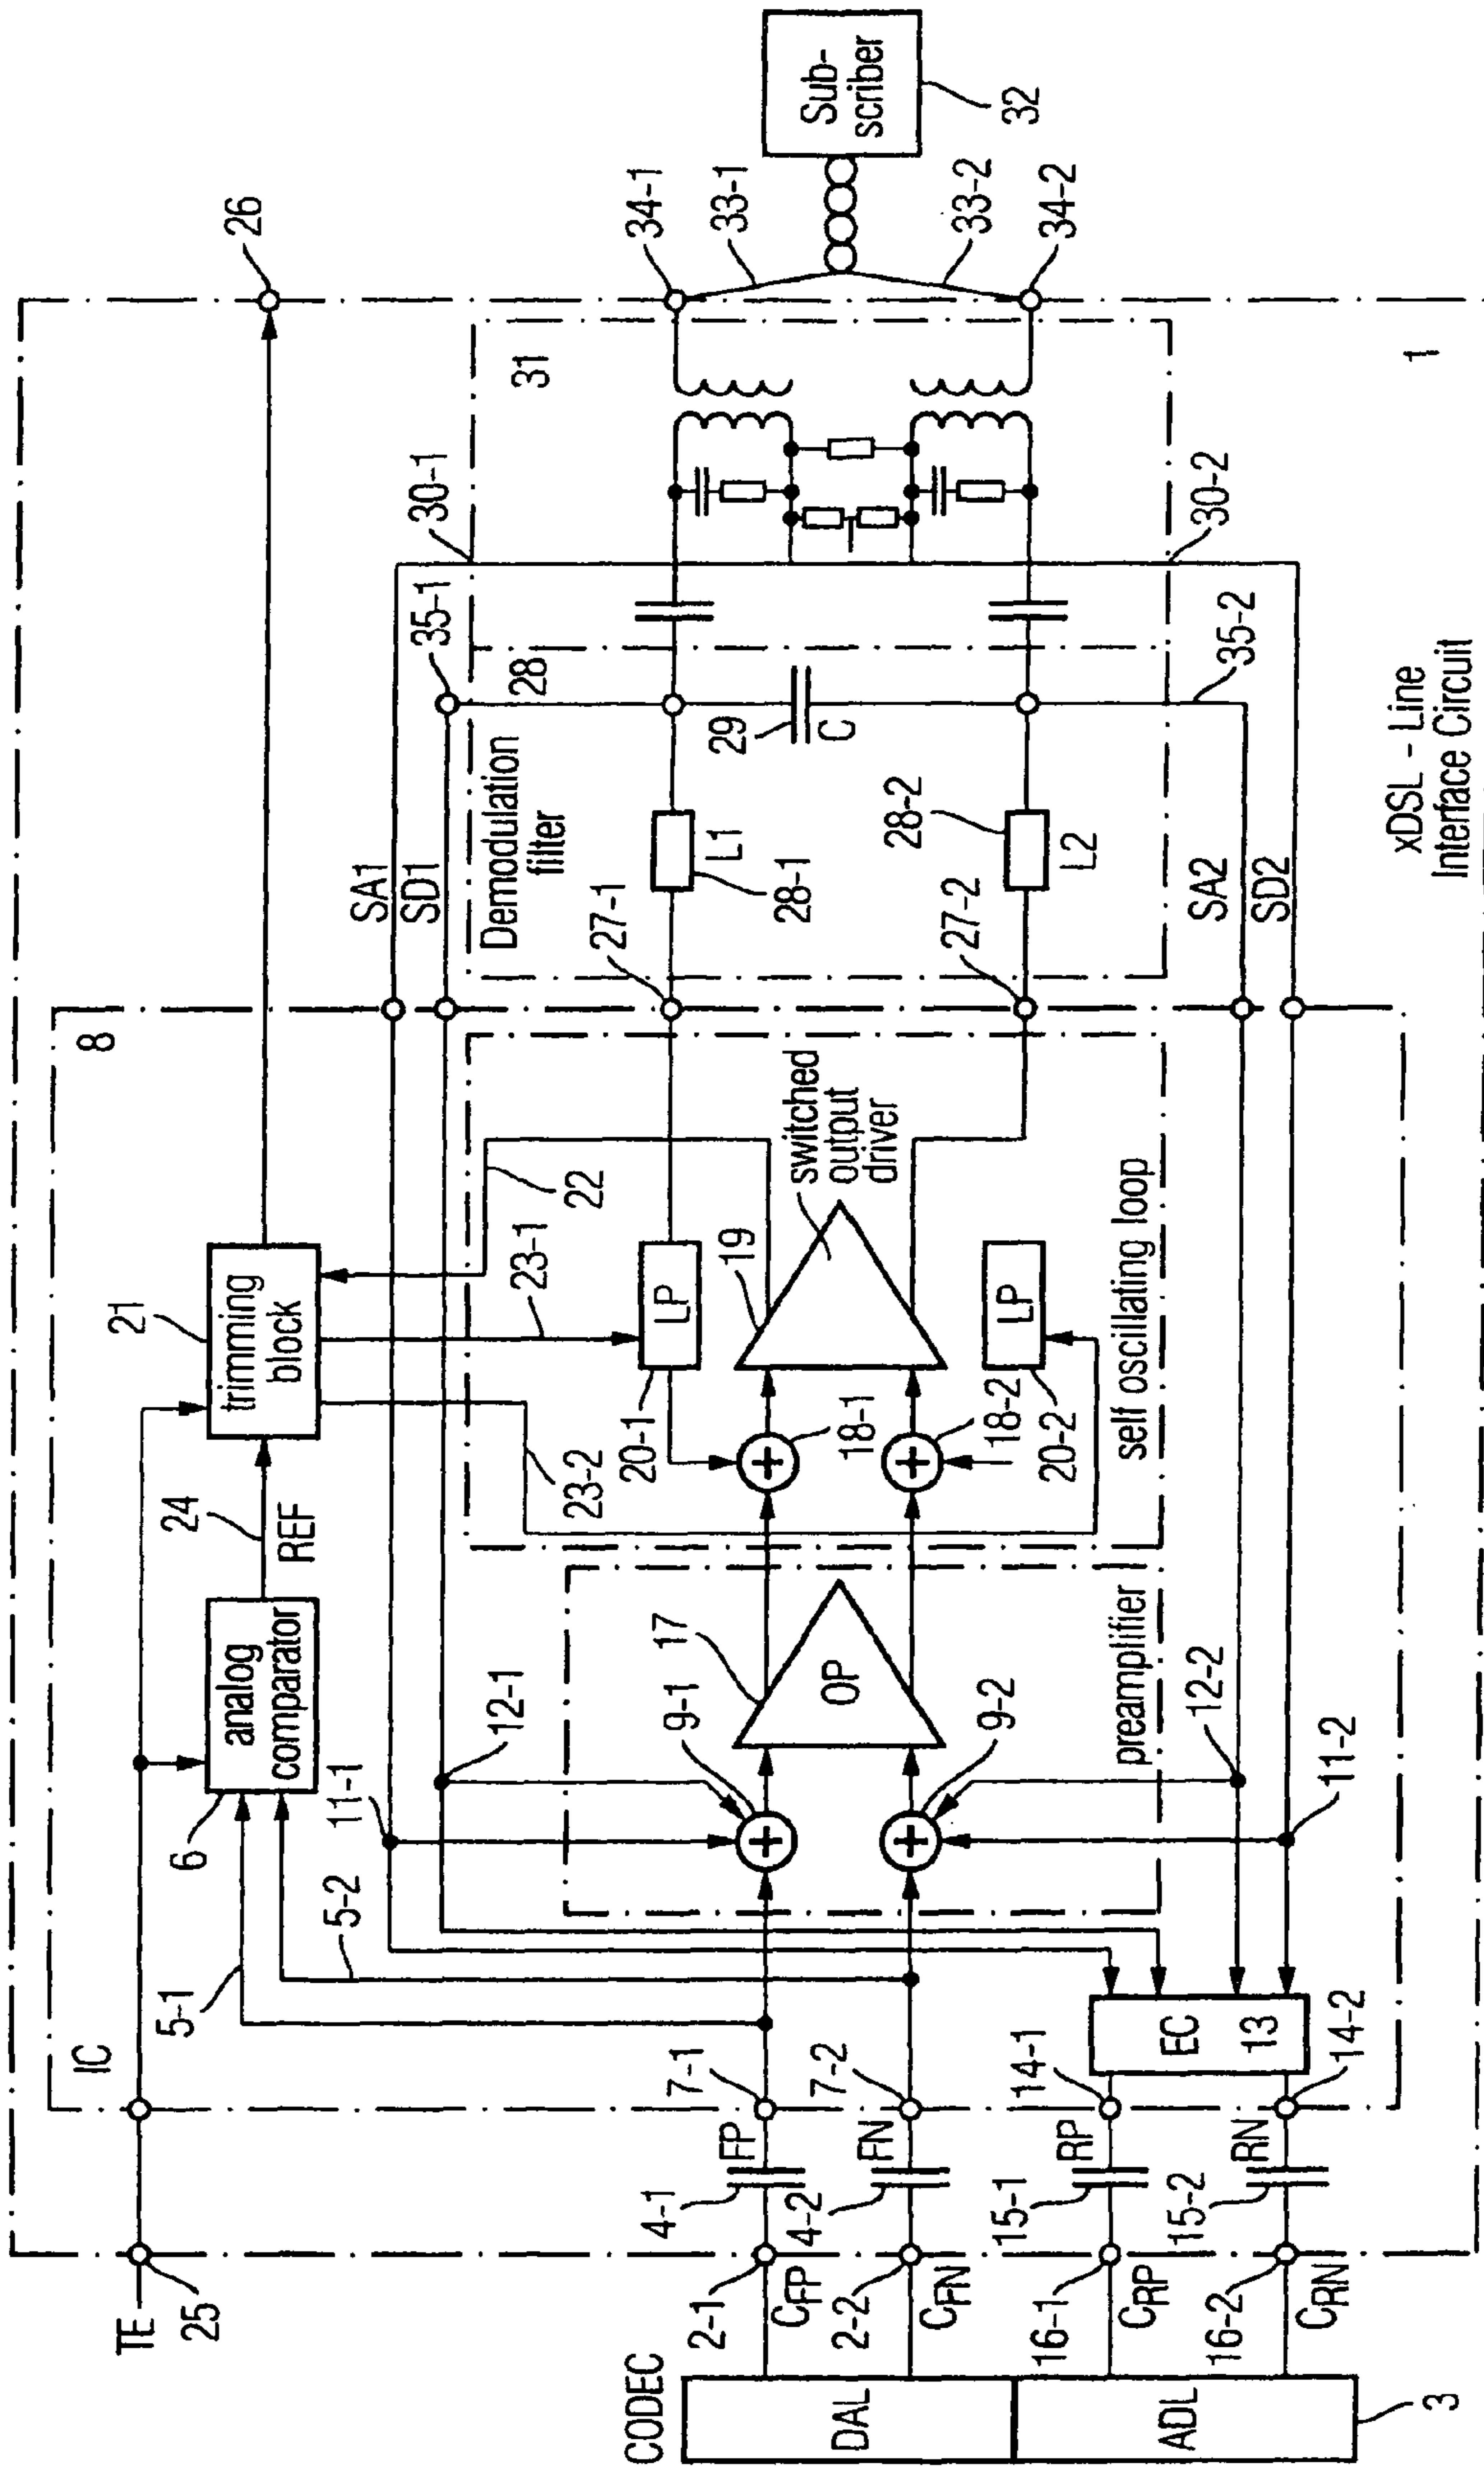 TE
25
IC
8
5-1
5-2
6
analog
comparator
24
REF
21
trimming
block
22
23-1
23-2
26
11-1
12-1
SA1
SD1
35-1
30-1
CODEC
DAL
ADL
3
2-1
CFP
2-2
CFN
16-1
CRP
16-2
CRN
4-1
FP
4-2
FN
15-1
RP
15-2
RN
7-1
7-2
14-1
14-2
EC
13
9-1
9-2
17
OP
preamplifier
12-2
11-2
20-1
LP
19
switched
output
driver
18-1
18-2
20-2
LP
self oscillating loop
27-1
27-2
Demodulation
filter
28
L1
28-1
28-2
L2
29
C
SA2
SD2
35-2
30-2
31
34-1
33-1
33-2
34-2
Sub-
scriber
32
1
xDSL - Line
Interface Circuit